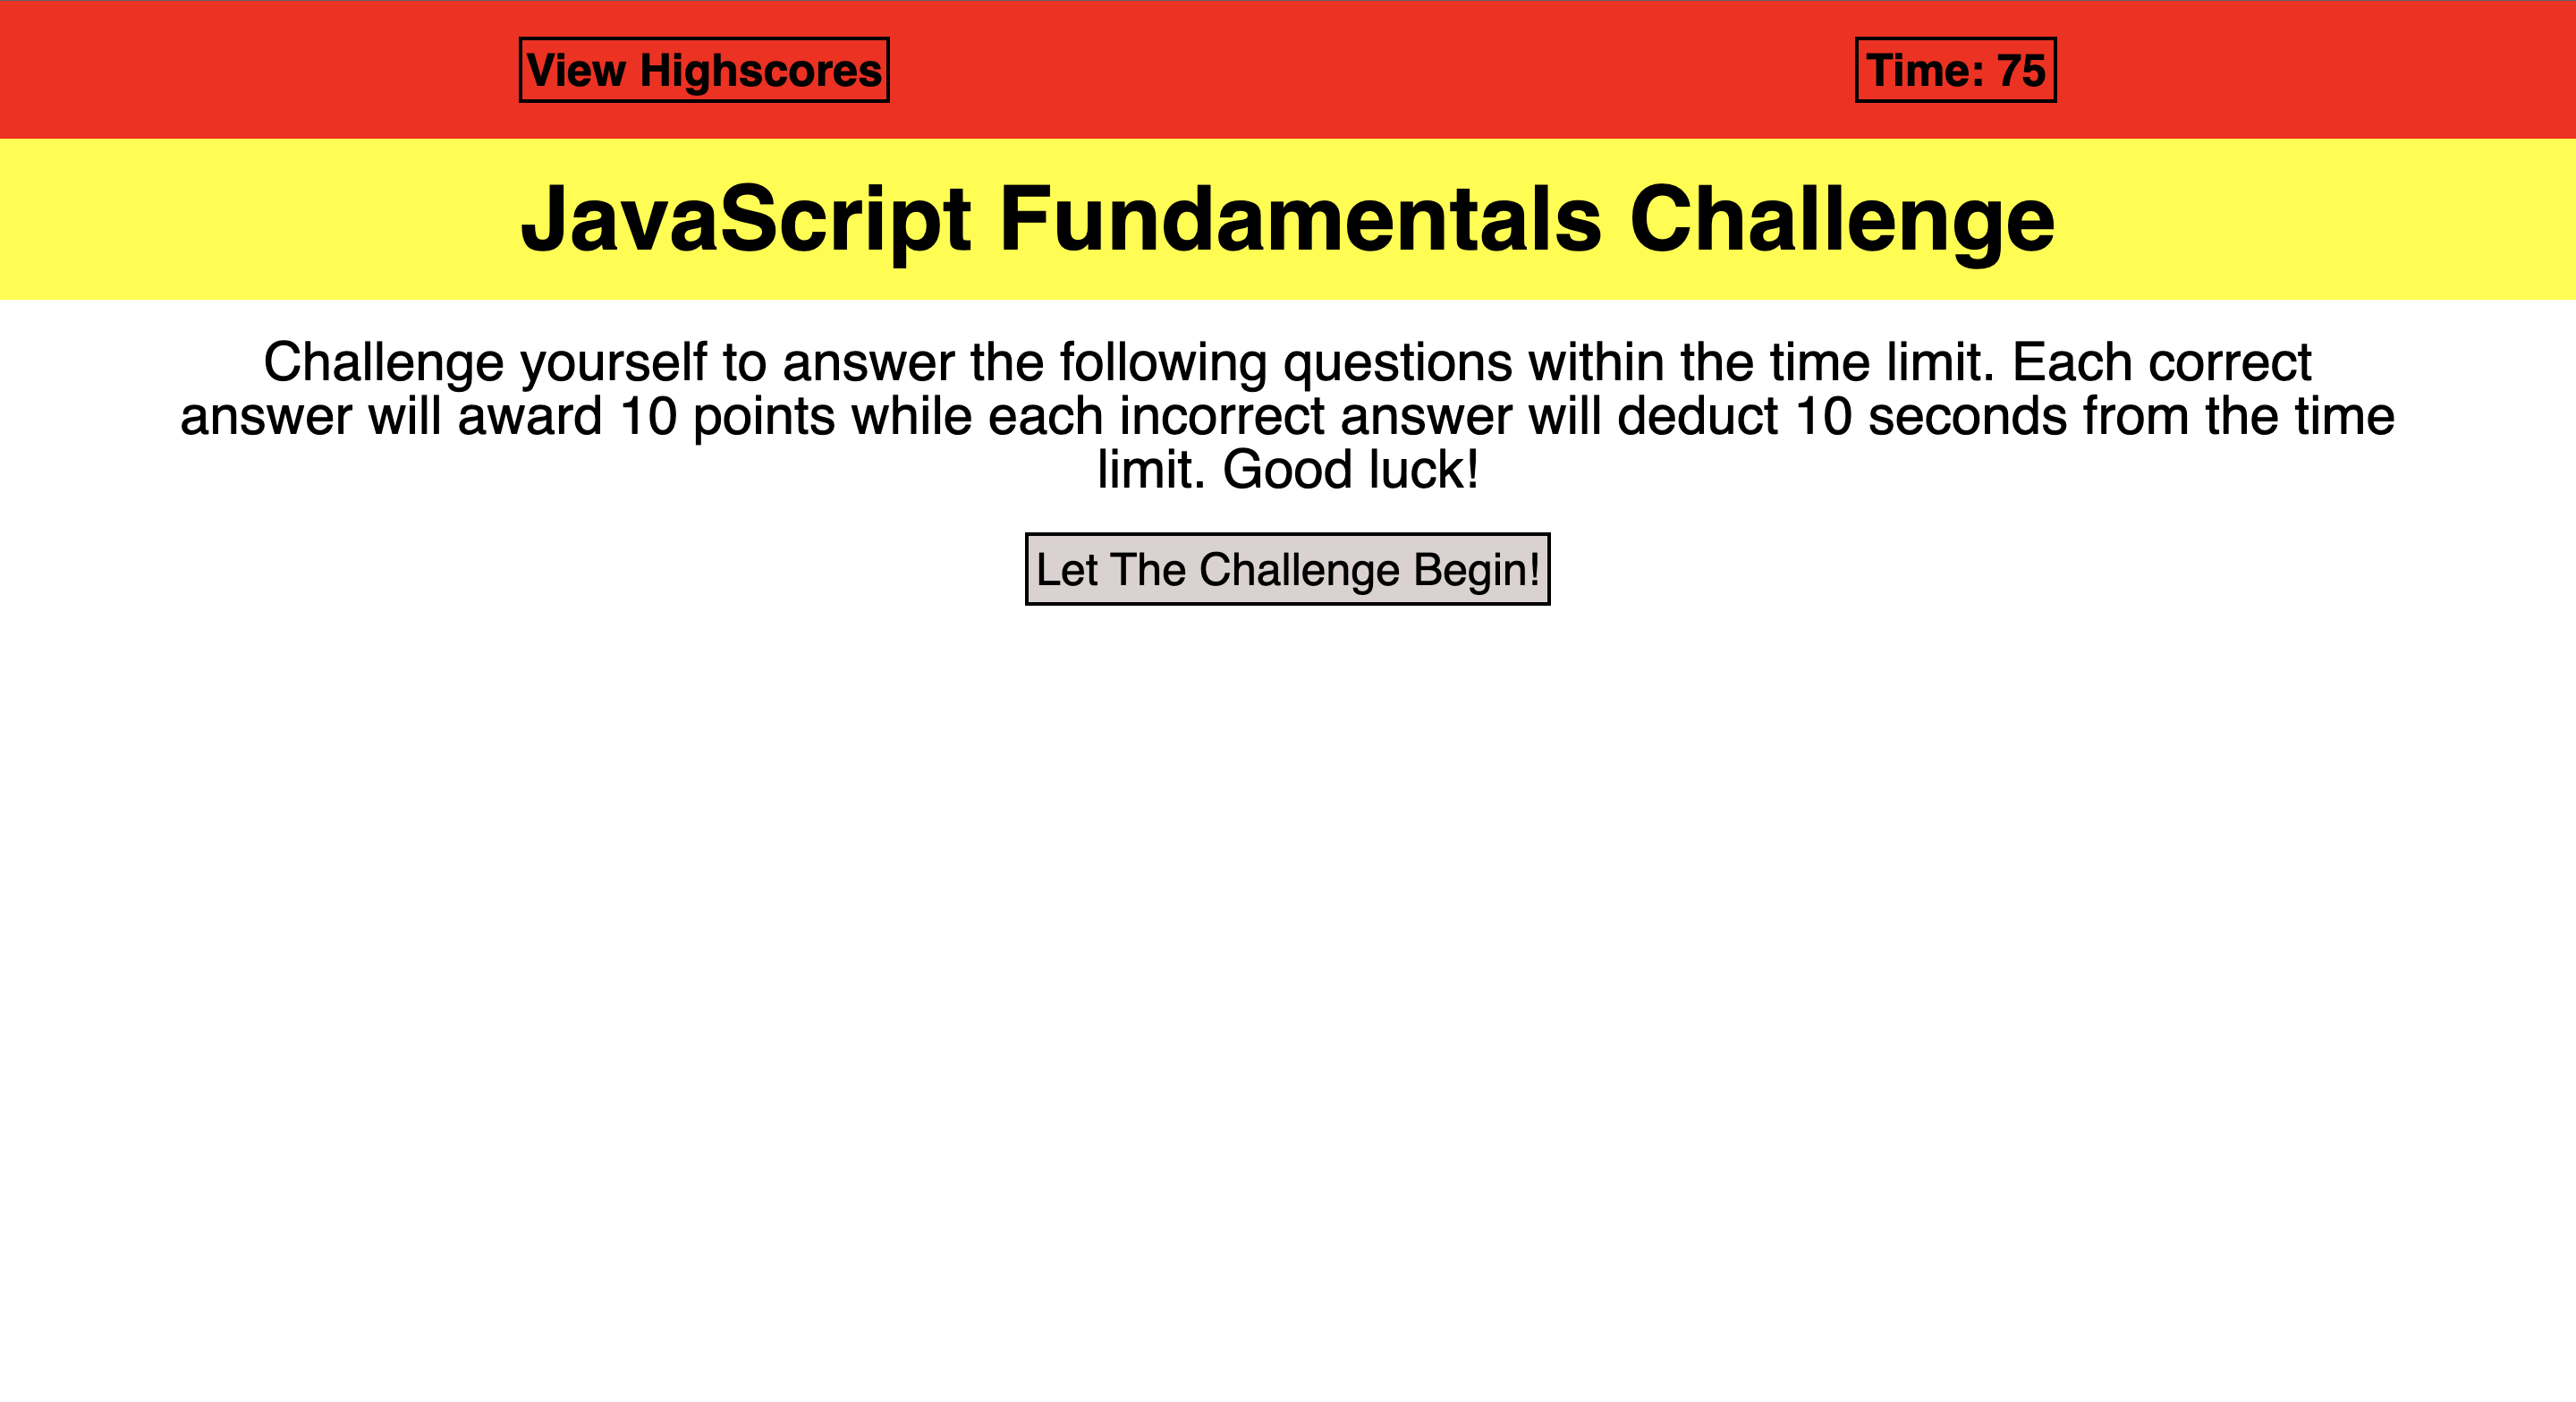 View Highscores
Time: 75
JavaScript Fundamentals Challenge
Challenge yourself to answer the following questions within the time limit. Each correct
answer will award 10 points while each incorrect answer will deduct 10 seconds from the time
limit. Good luck!
Let The Challenge Begin!